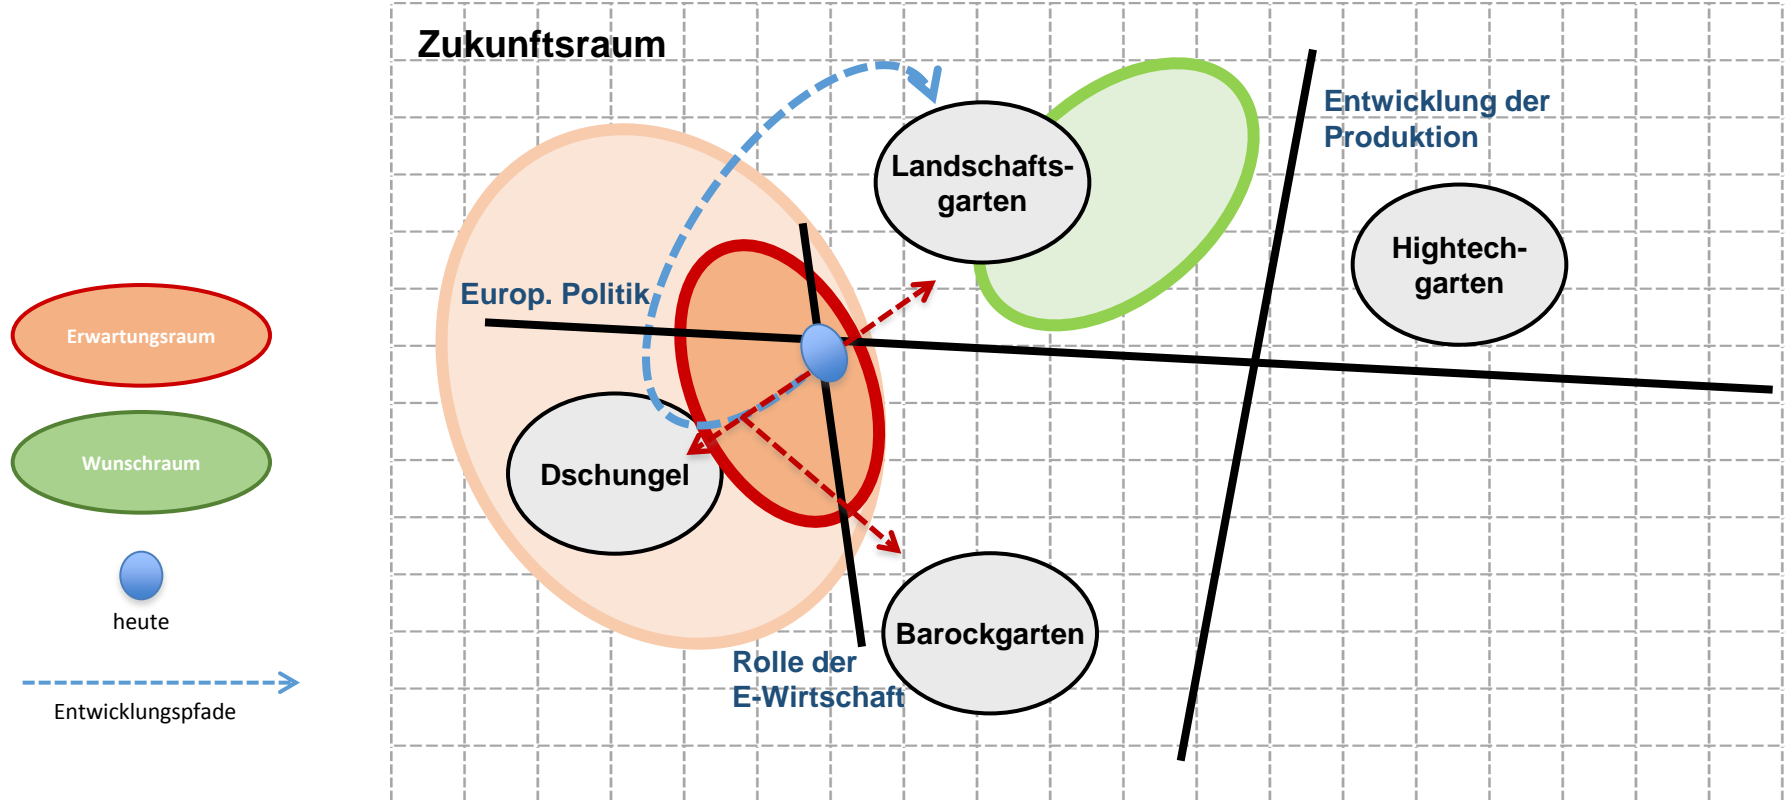 Zukunftsraum
Entwicklung der
Produktion
Landschafts-
garten
Hightech-
garten
Europ. Politik
Erwartungsraum
Wunschraum
Dschungel
heute
Barockgarten
Rolle der
E-Wirtschaft
Entwicklungspfade